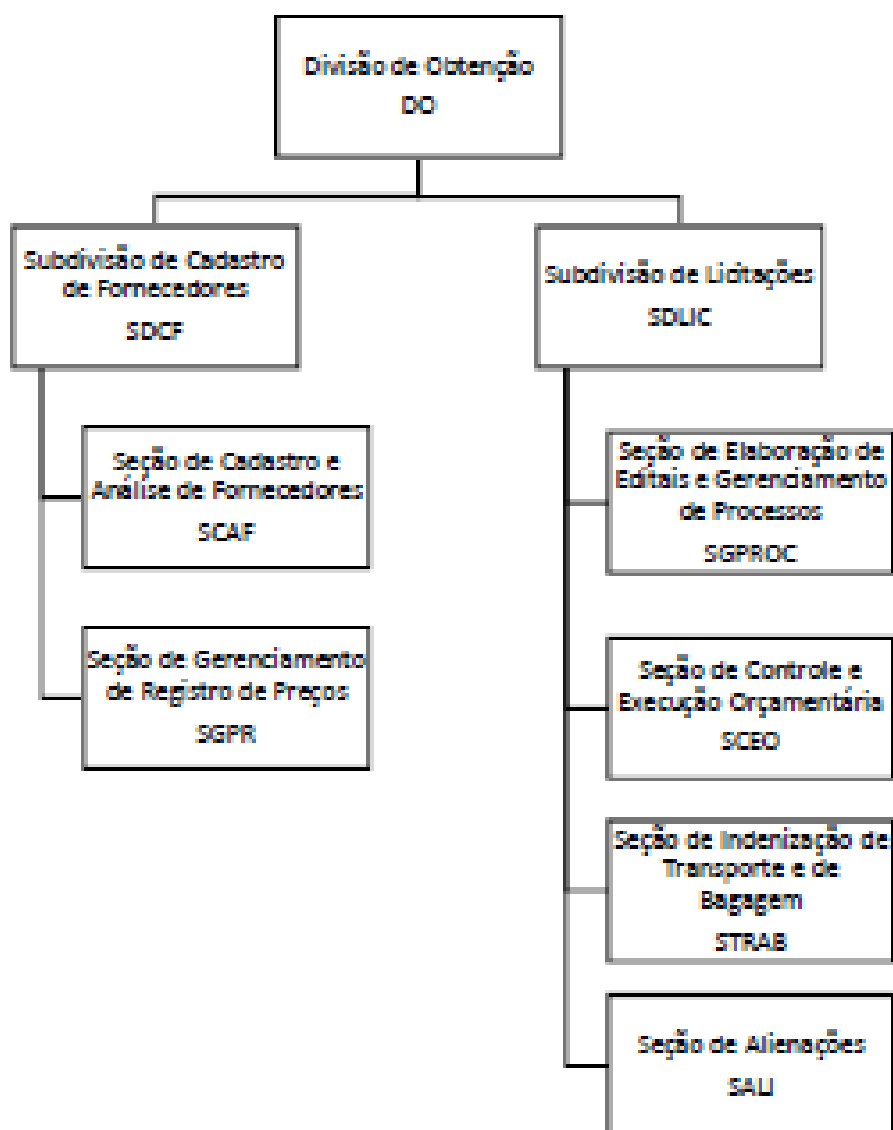 Divisão de Obtenção
DO
Subdivisão de Cadastro
de Fornecedores
SDCF
Subdivisão de Licitações
SDLIC
Seção de Cadastro e
Análise de Fornecedores
SCAF
Seção de Gerenciamento
de Registro de Preços
SGPR
Seção de Elaboração de
Editais e Gerenciamento
de Processos
SGPROC
Seção de Controle e
Execução Orçamentária
SCEO
Seção de Indenização de
Transporte e de
Bagagem
STRAB
Seção de Alienações
SALI